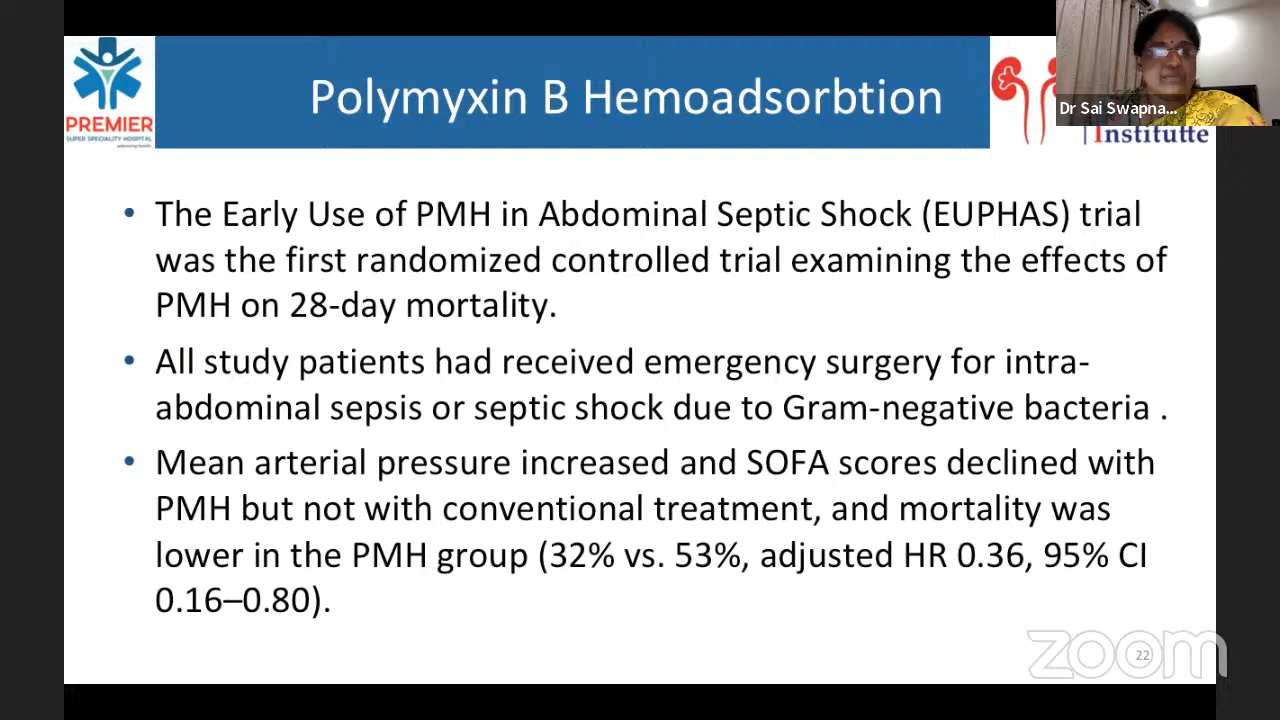 PREMIER
SUPER SPECIALITY HOSPITAL
Polymyxin B Hemoadsorbtion
Dr Sai Swapna...
Institutte
• The Early Use of PMH in Abdominal Septic Shock (EUPHAS) trial
was the first randomized controlled trial examining the effects of
PMH on 28-day mortality.
• All study patients had received emergency surgery for intra-
abdominal sepsis or septic shock due to Gram-negative bacteria .
• Mean arterial pressure increased and SOFA scores declined with
PMH but not with conventional treatment, and mortality was
lower in the PMH group (32% vs. 53%, adjusted HR 0.36, 95% CI
0.16–0.80).
zoom
22